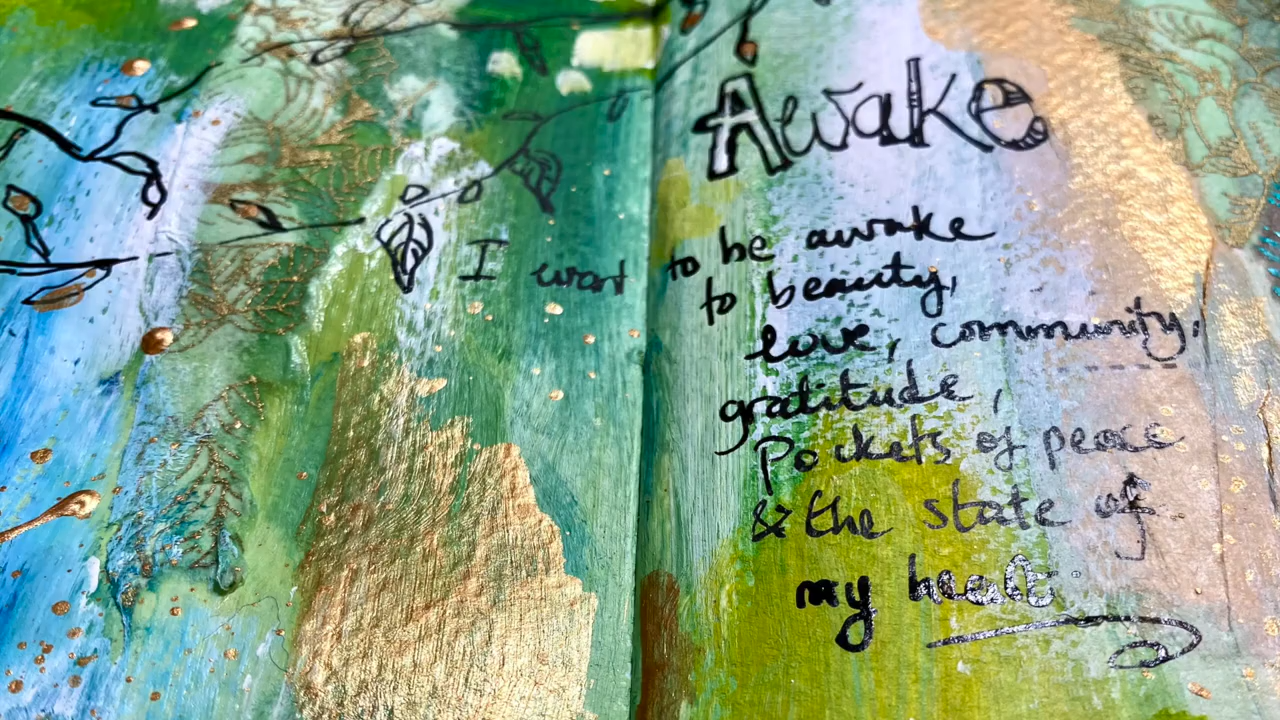 Awake
I want to be awake
to beauty,
love, community,
gratitude,
Pockets of peace
& the state of
my heart.